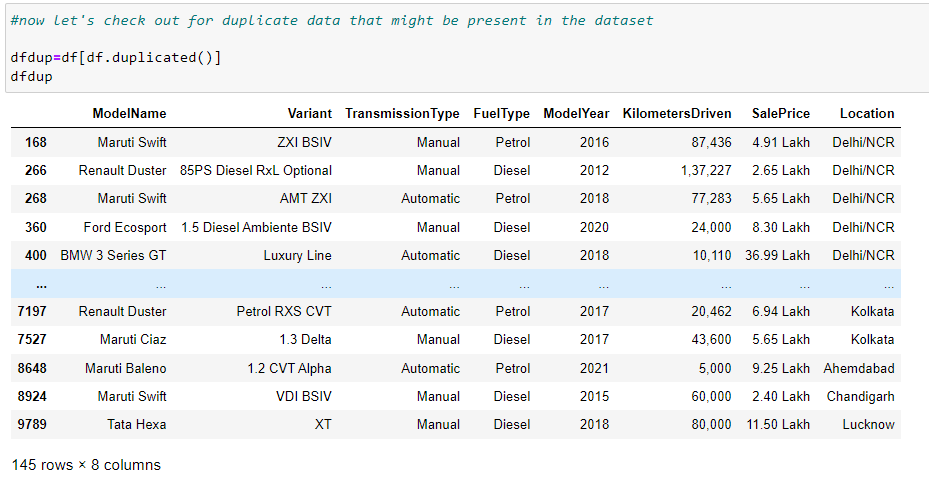 #now let's check out for duplicate data that might be present in the dataset
dfdup=df[df.duplicated()]
dfdup
ModelName Variant TransmissionType FuelType ModelYear KilometersDriven SalePrice Location
168 Maruti Swift ZXI BSIV Manual Petrol 2016 87,436 4.91 Lakh Delhi/NCR
266 Renault Duster 85PS Diesel RxL Optional Manual Diesel 2012 1,37,227 2.65 Lakh Delhi/NCR
268 Maruti Swift AMT ZXI Automatic Petrol 2018 77,283 5.65 Lakh Delhi/NCR
360 Ford Ecosport 1.5 Diesel Ambiente BSIV Manual Diesel 2020 24,000 8.30 Lakh Delhi/NCR
400 BMW 3 Series GT Luxury Line Automatic Diesel 2018 10,110 36.99 Lakh Delhi/NCR
... ... ... ... ... ... ... ... ...
7197 Renault Duster Petrol RXS CVT Automatic Petrol 2017 20,462 6.94 Lakh Kolkata
7527 Maruti Ciaz 1.3 Delta Manual Diesel 2017 43,600 5.65 Lakh Kolkata
8648 Maruti Baleno 1.2 CVT Alpha Automatic Petrol 2021 5,000 9.25 Lakh Ahemdabad
8924 Maruti Swift VDI BSIV Manual Diesel 2015 60,000 2.40 Lakh Chandigarh
9789 Tata Hexa XT Manual Diesel 2018 80,000 11.50 Lakh Lucknow
145 rows × 8 columns